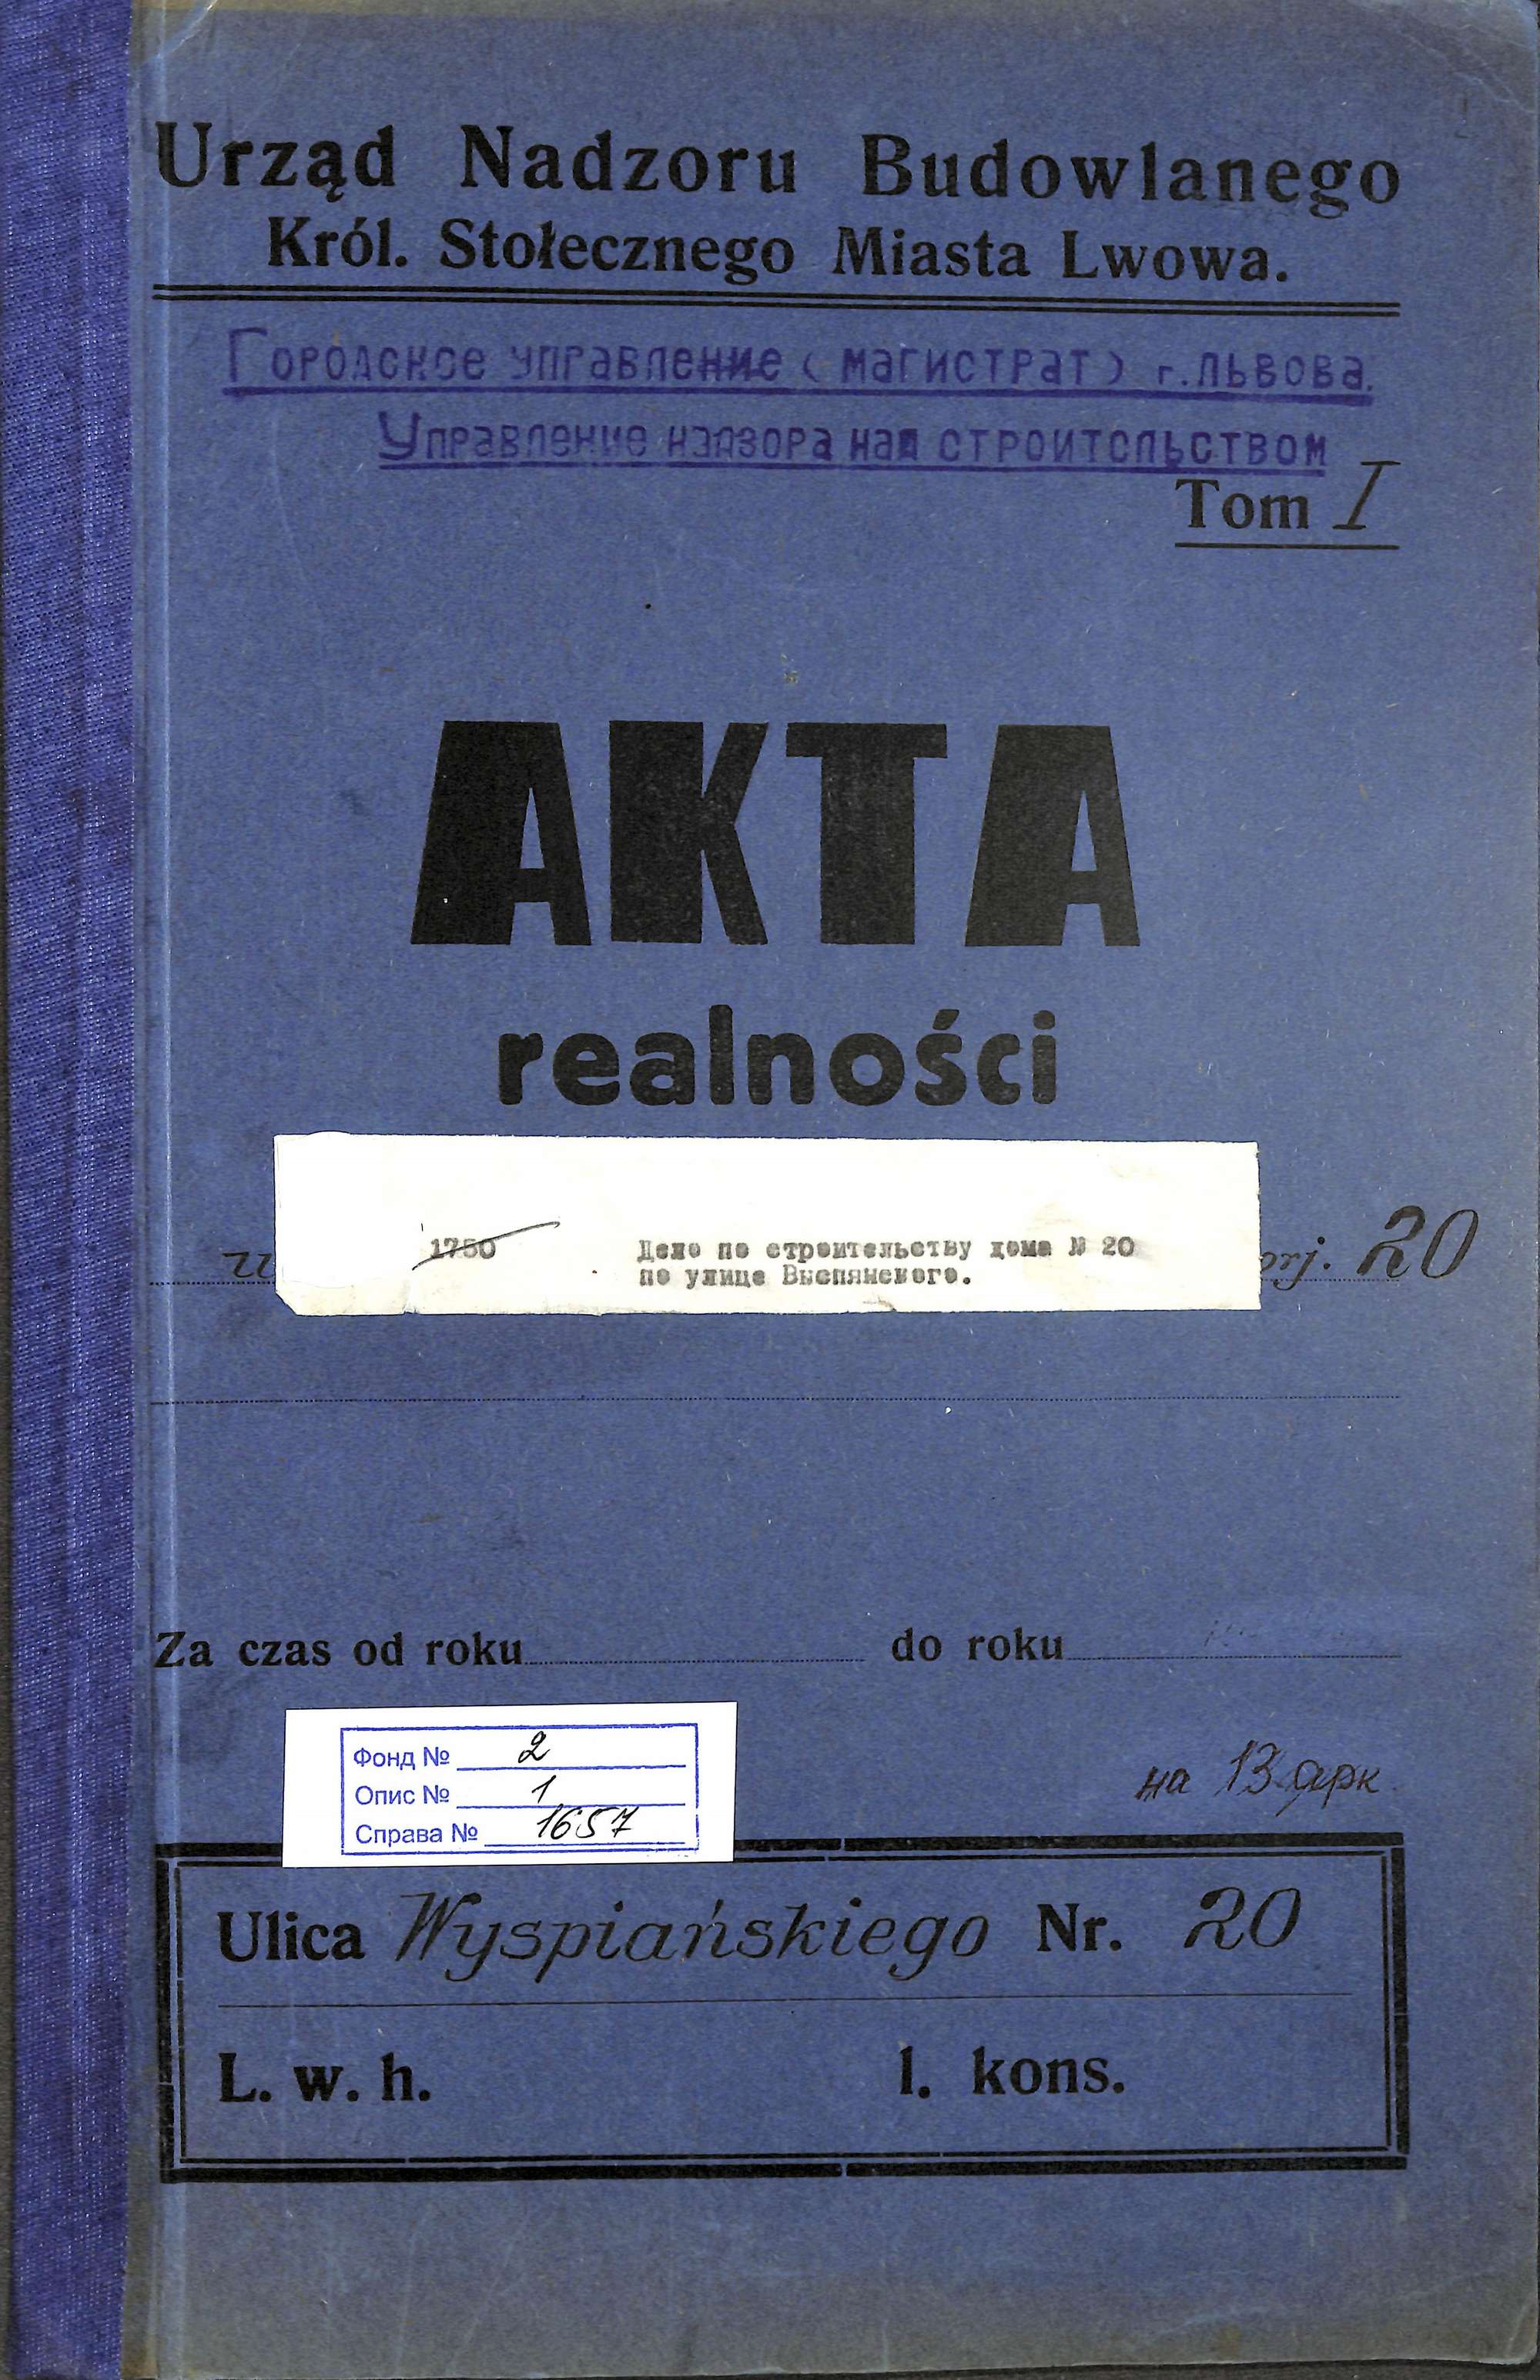 Urząd Nadzoru Budowlanego
Król. Stołecznego Miasta Lwowa.
Городское управление (магистрат) г. Львова.
Управление надзора над строительством
Tom I
AKTA
realności
1750 Дело по строительству дома № 20
по улице Выспянского.
orj. 20
Za czas od roku do roku
Фонд № 2
Опис № 1
Справа № 1657
на 13 арк
Ulica Wyspiańskiego Nr. 20
L. w. h. l. kons.